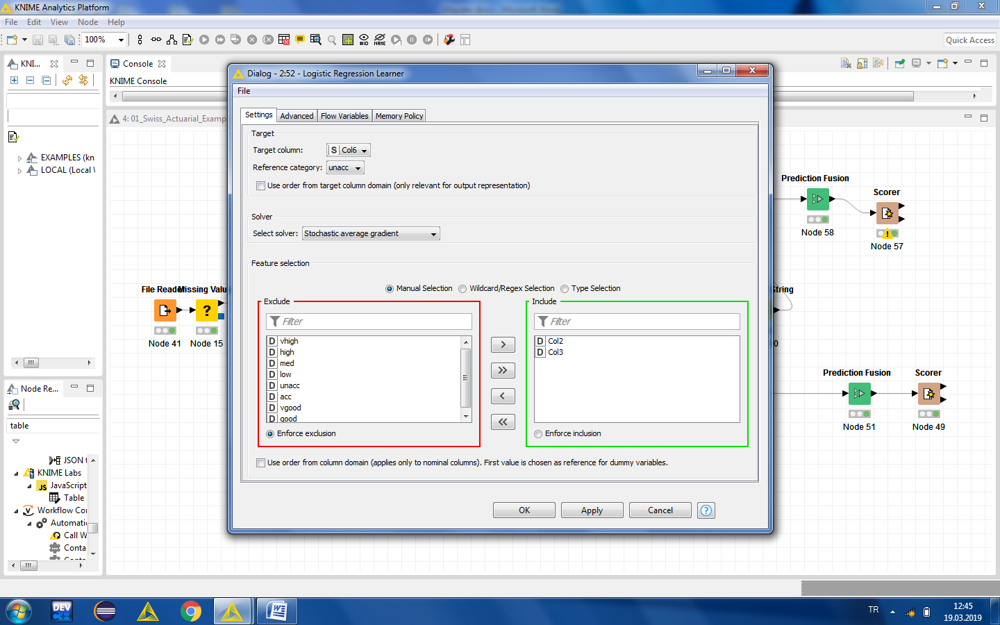 KNIME Analytics Platform
File Edit View Node Help
100%
#ID
NAME
Quick Access
KNI...
Console
KNIME Console
4: 01_Swiss_Actuarial_Examp
EXAMPLES (kn
LOCAL (Local
Dialog - 2:52 - Logistic Regression Learner
File
Settings Advanced Flow Variables Memory Policy
Target
Target column: S Col6
Reference category: unacc
Use order from target column domain (only relevant for output representation)
Solver
Select solver: Stochastic average gradient
Feature selection
Manual Selection Wildcard/Regex Selection Type Selection
Exclude
Filter
D vhigh
D high
D med
D low
D unacc
D acc
D vgood
D good
Enforce exclusion
Include
Filter
D Col2
D Col3
Enforce inclusion
Use order from column domain (applies only to nominal columns). First value is chosen as reference for dummy variables.
OK Apply Cancel ?
File Reader
Node 41
Missing Valu
?
Node 15
Prediction Fusion
Node 58
Scorer
Node 57
String
0
Prediction Fusion
Node 51
Scorer
Node 49
Node Re...
table
JSON t
KNIME Labs
JS JavaScript
Table
Workflow Con
Automati
Call W
Conta
DEV C++
TR
12:45
19.03.2019